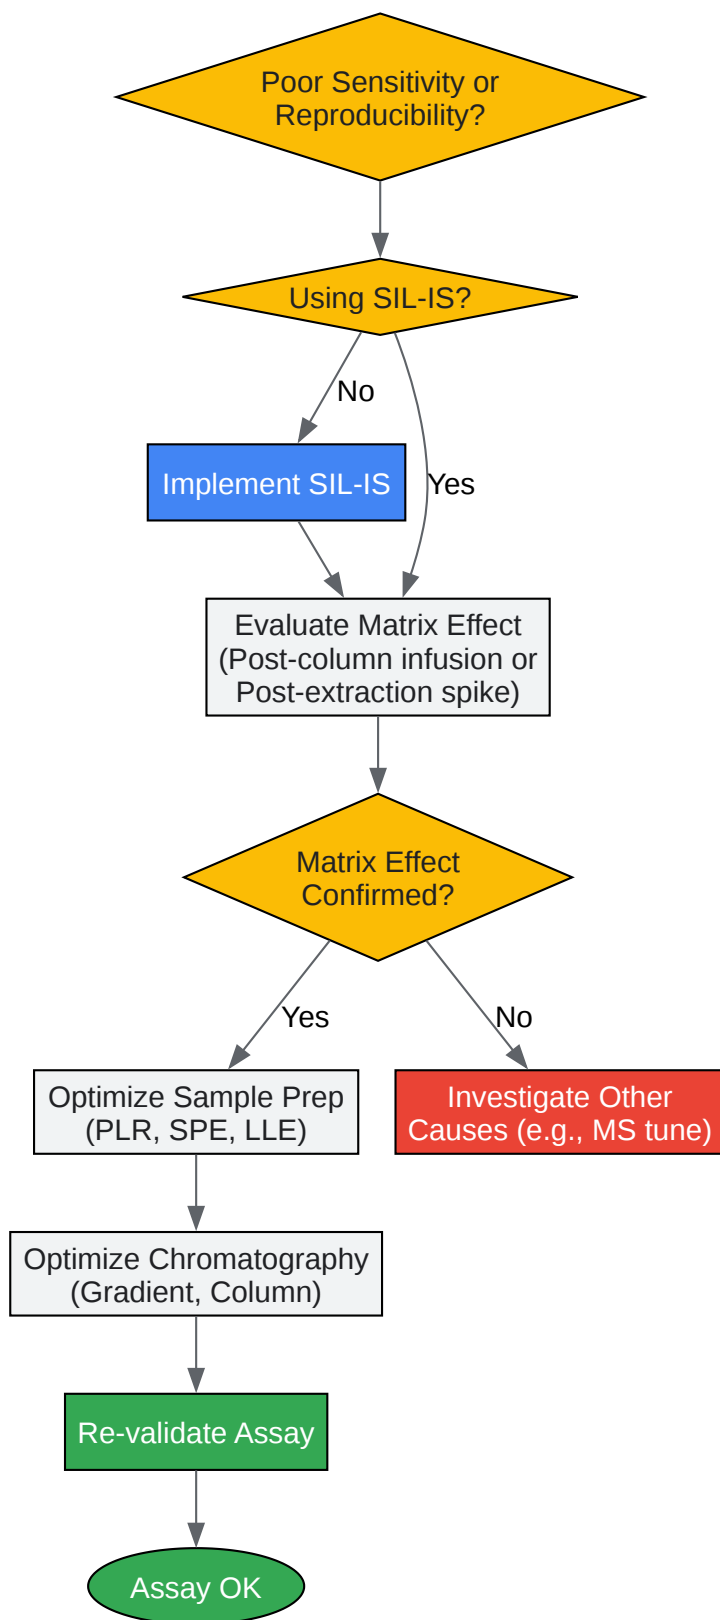 Poor Sensitivity or
Reproducibility?
Using SIL-IS?
No
Implement SIL-IS
Yes
Evaluate Matrix Effect
(Post-column infusion or
Post-extraction spike)
Matrix Effect
Confirmed?
Yes
No
Optimize Sample Prep
(PLR, SPE, LLE)
Investigate Other
Causes (e.g., MS tune)
Optimize Chromatography
(Gradient, Column)
Re-validate Assay
Assay OK